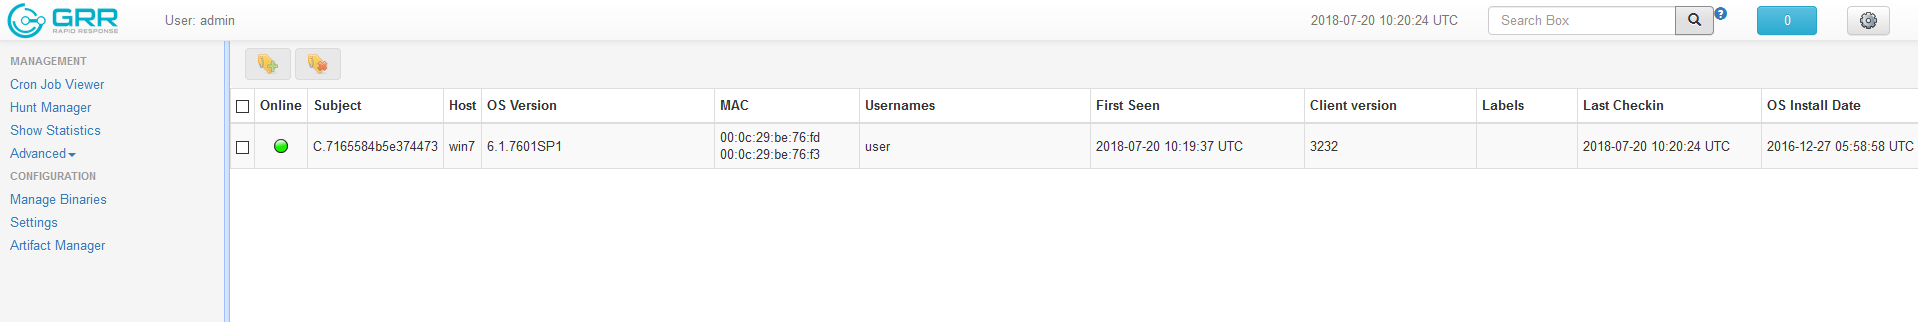 GRR
RAPID RESPONSE
User: admin
2018-07-20 10:20:24 UTC
Search Box
?
0
MANAGEMENT
Cron Job Viewer
Hunt Manager
Show Statistics
Advanced
CONFIGURATION
Manage Binaries
Settings
Artifact Manager
Online Subject Host OS Version MAC Usernames First Seen Client version Labels Last Checkin OS Install Date
C.7165584b5e374473 win7 6.1.7601SP1 00:0c:29:be:76:fd user 2018-07-20 10:19:37 UTC 3232 2018-07-20 10:20:24 UTC 2016-12-27 05:58:58 UTC
00:0c:29:be:76:f3